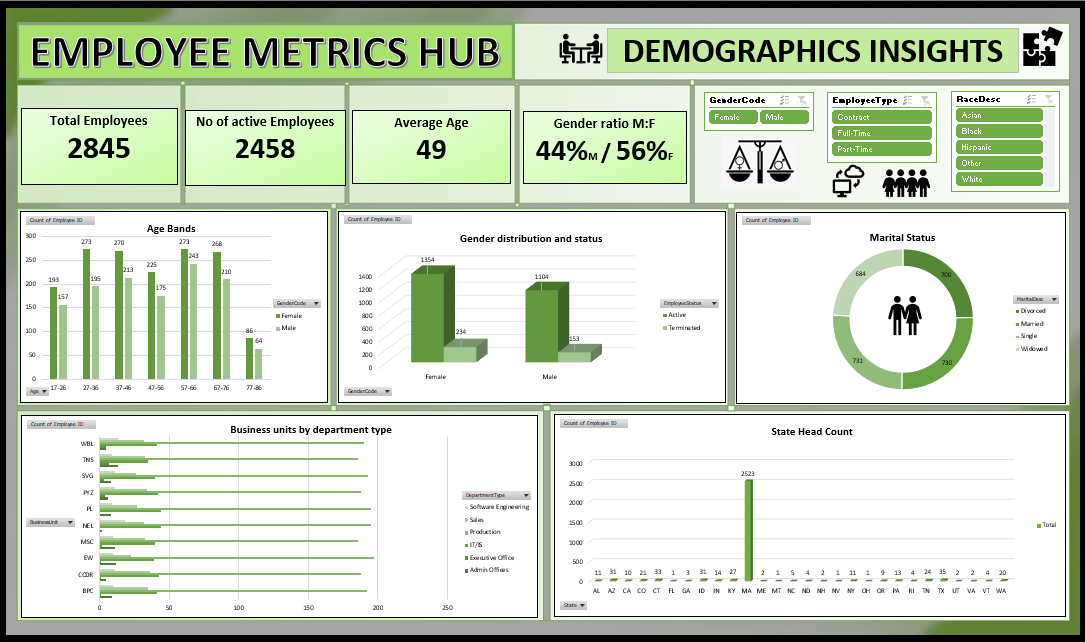 EMPLOYEE METRICS HUB
DEMOGRAPHICS INSIGHTS
Total Employees
2845
No of active Employees
2458
Average Age
49
Gender ratio M:F
44%M / 56%F
GenderCode
Female Male
EmployeeType
Contract
Full-Time
Part-Time
RaceDesc
Asian
Black
Hispanic
Other
White
Count of Employee ID
Age Bands
300
250
200
150
100
50
0
193 157 273 195 270 213 225 175 273 243 268 210 86 64
17-26 27-36 37-46 47-56 57-66 67-76 77-86
GenderCode
Female
Male
Age
Count of Employee ID
Gender distribution and status
1400
1200
1000
800
600
400
200
0
1354 234 1104 153
Female Male
EmployeeStatus
Active
Terminated
GenderCode
Count of Employee ID
Marital Status
684 700
731 730
MaritalDesc
Divorced
Married
Single
Widowed
Count of Employee ID
Business units by department type
WBL
TNS
SVG
PYZ
PL
NEL
MSC
EW
CCDR
BPC
0 50 100 150 200 250
BusinessUnit
DepartmentType
Software Engineering
Sales
Production
IT/IS
Executive Office
Admin Offices
Count of Employee ID
State Head Count
3000
2500
2000
1500
1000
500
0
11 31 10 21 33 1 3 31 14 27 2523 2 1 5 4 2 1 11 1 9 13 4 24 35 2 2 4 20
AL AZ CA CO CT FL GA ID IN KY MA ME MT NC ND NH NV NY OH OR PA RI TN TX UT VA VT WA
Total
State